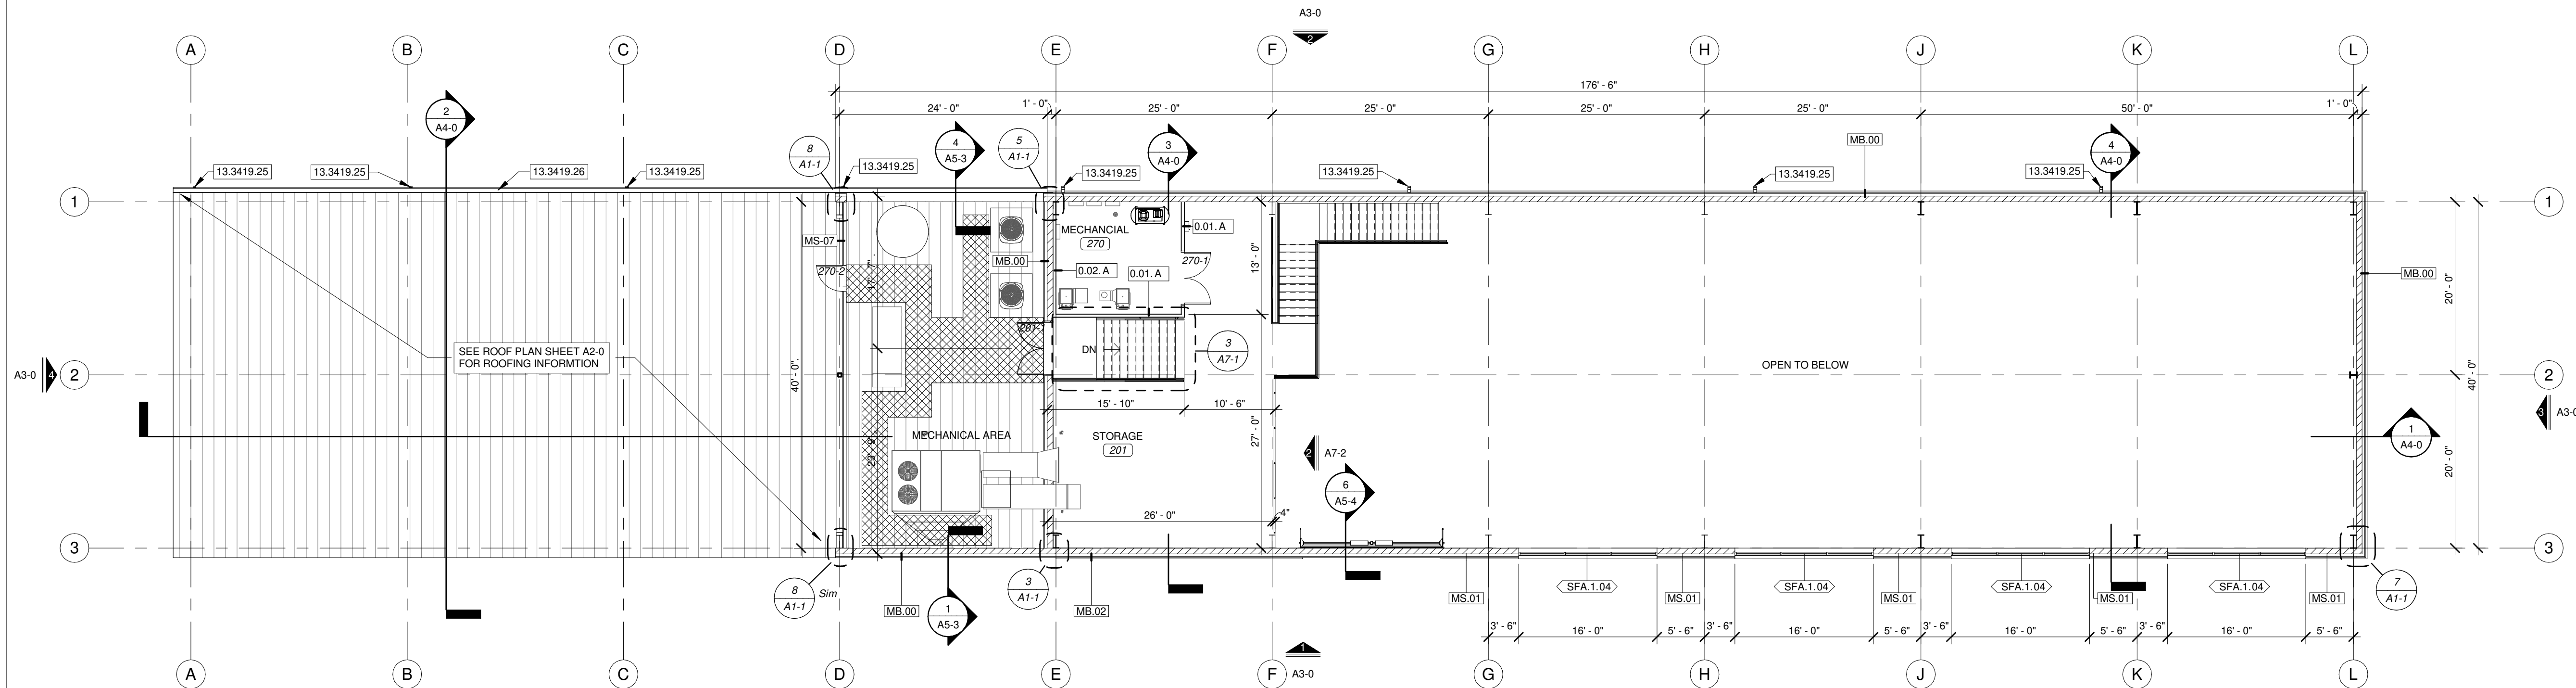 A3-0
2
A B C D E F G H J K L
176' - 6"
24' - 0" 1' - 0" 25' - 0" 25' - 0" 25' - 0" 25' - 0" 50' - 0" 1' - 0"
2
A4-0
8
A1-1
4
A5-3
5
A1-1
3
A4-0
MB.00
4
A4-0
13.3419.25 13.3419.25 13.3419.26 13.3419.25 13.3419.25 13.3419.25 13.3419.25 13.3419.25 13.3419.25
1 1
MS-07
MECHANCIAL
270
0.01. A
270-1
270-2
17' - 7"
MB.00
0.02. A
0.01. A
13' - 0"
MB.00
20' - 0"
SEE ROOF PLAN SHEET A2-0
FOR ROOFING INFORMTION
DN
3
A7-1
OPEN TO BELOW
A3-0 4 2 2
40' - 0"
40' - 0"
15' - 10" 10' - 6"
3 A3-0
MECHANICAL AREA
STORAGE
201
27' - 0"
23' - 9"
2 A7-2
1
A4-0
20' - 0"
6
A5-4
26' - 0" 4"
3 3
8
A1-1
Sim
MB.00
1
A5-3
3
A1-1
MB.02
MS.01 SFA.1.04 MS.01 SFA.1.04 MS.01 SFA.1.04 MS.01 SFA.1.04 MS.01
7
A1-1
3' - 6" 16' - 0" 5' - 6" 3' - 6" 16' - 0" 5' - 6" 3' - 6" 16' - 0" 5' - 6" 3' - 6" 16' - 0" 5' - 6"
1
A3-0
A B C D E F G H J K L